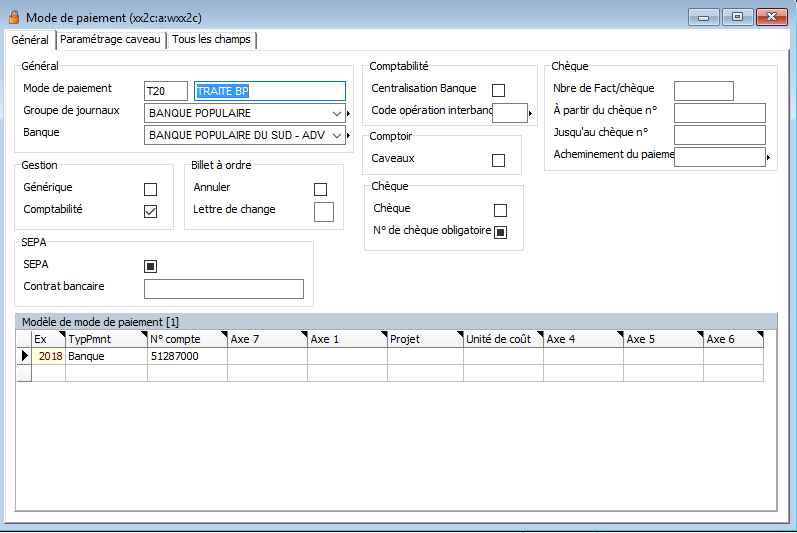 Mode de paiement (xx2c:a:wxx2c)
Général Paramétrage caveau Tous les champs
Général
Mode de paiement T20 TRAITE BP
Groupe de journaux BANQUE POPULAIRE
Banque BANQUE POPULAIRE DU SUD - ADV
Comptabilité
Centralisation Banque
Code opération interbanc
Chèque
Nbre de Fact/chèque
À partir du chèque n°
Jusqu'au chèque n°
Acheminement du paieme
Comptoir
Caveaux
Gestion
Générique
Comptabilité
Billet à ordre
Annuler
Lettre de change
Chèque
Chèque
N° de chèque obligatoire
SEPA
SEPA
Contrat bancaire
Modèle de mode de paiement [1]
Ex TypPmnt N° compte Axe 7 Axe 1 Projet Unité de coût Axe 4 Axe 5 Axe 6
2018 Banque 51287000